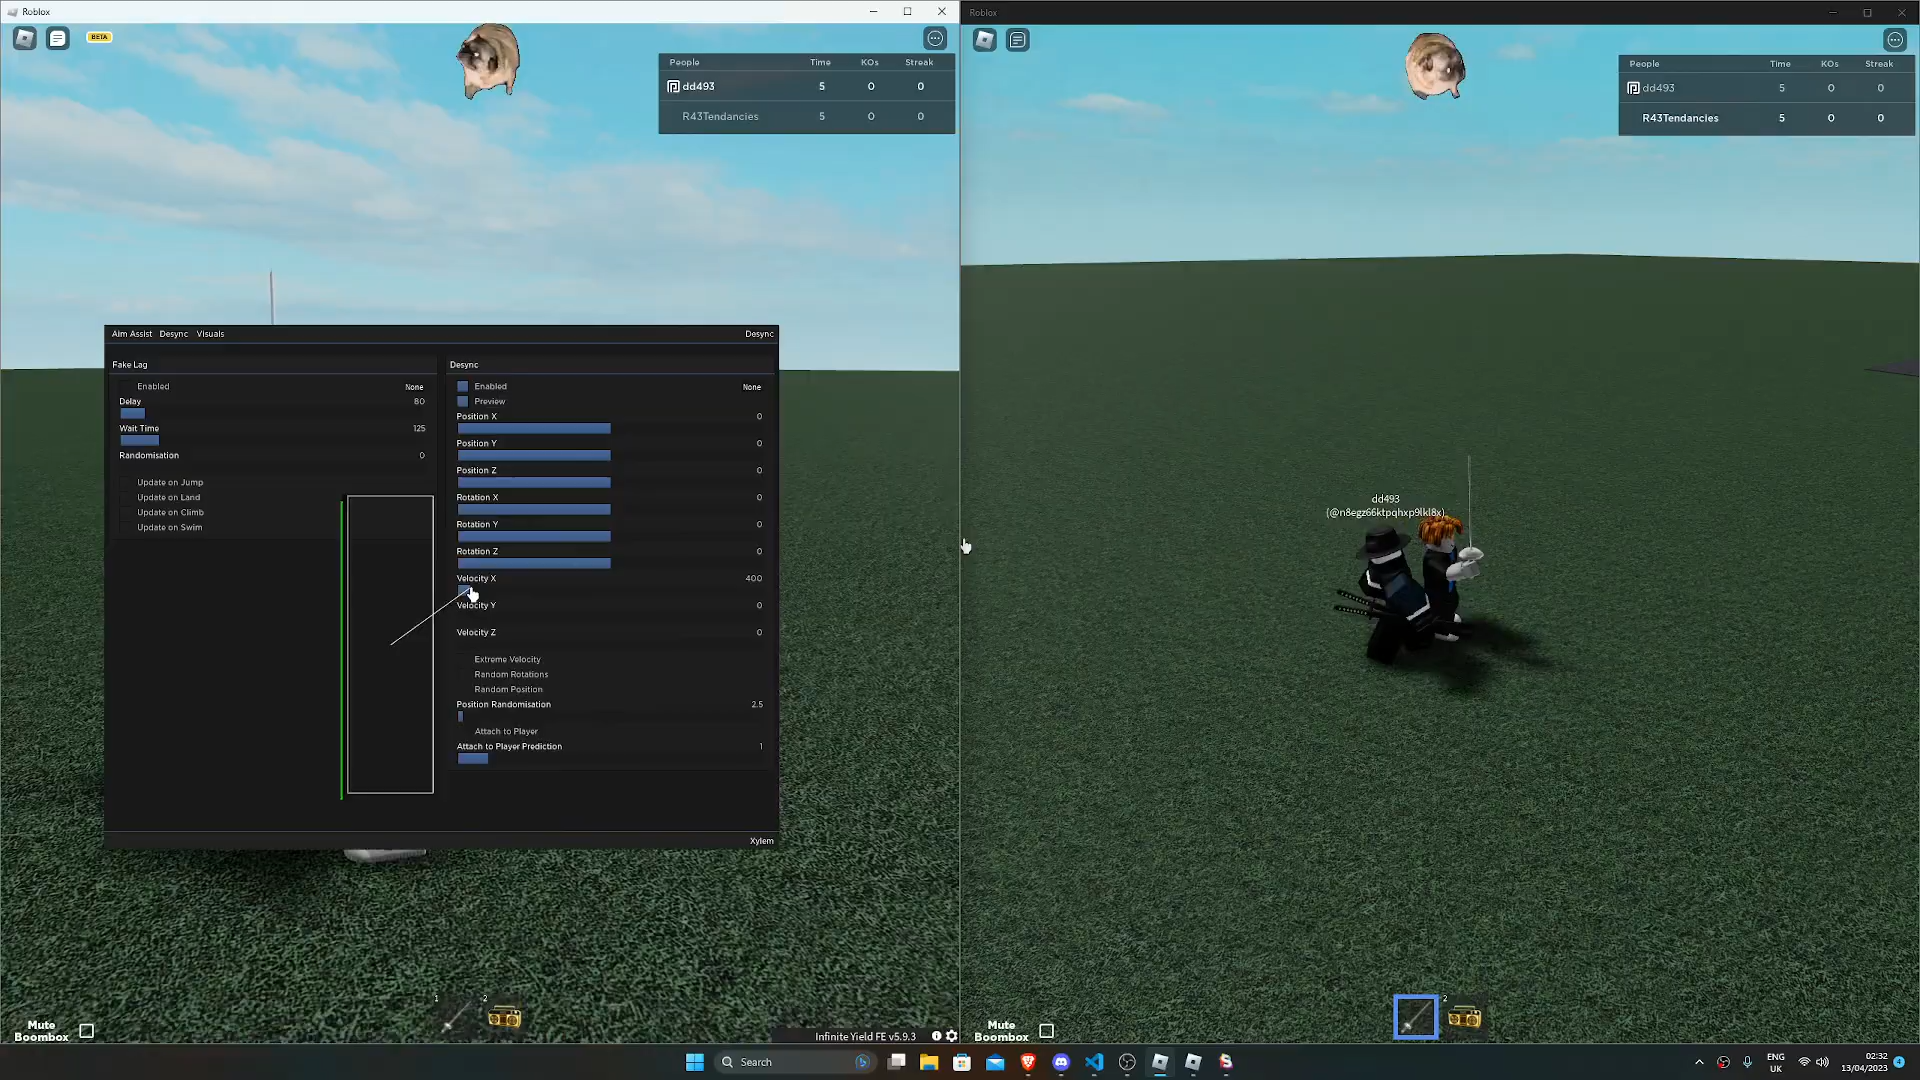 Roblox
BETA
People Time KOs Streak
dd493 5 0 0
R43Tendancies 5 0 0
Aim Assist Desync Visuals Desync
Fake Lag
Enabled None
Delay 80
Wait Time 125
Randomisation 0
Update on Jump
Update on Land
Update on Climb
Update on Swim
Desync
Enabled None
Preview
Position X 0
Position Y 0
Position Z 0
Rotation X 0
Rotation Y 0
Rotation Z 0
Velocity X 400
Velocity Y 0
Velocity Z 0
Extreme Velocity
Random Rotations
Random Position
Position Randomisation 2.5
Attach to Player
Attach to Player Prediction 1
Xylem
1 2
Mute
Boombox
Infinite Yield FE v5.9.3
Roblox
People Time KOs Streak
dd493 5 0 0
R43Tendancies 5 0 0
dd493
(@n8egz66ktpqhxp9lkl8x)
2
Mute
Boombox
Search
ENG
UK
02:32
13/04/2023
4